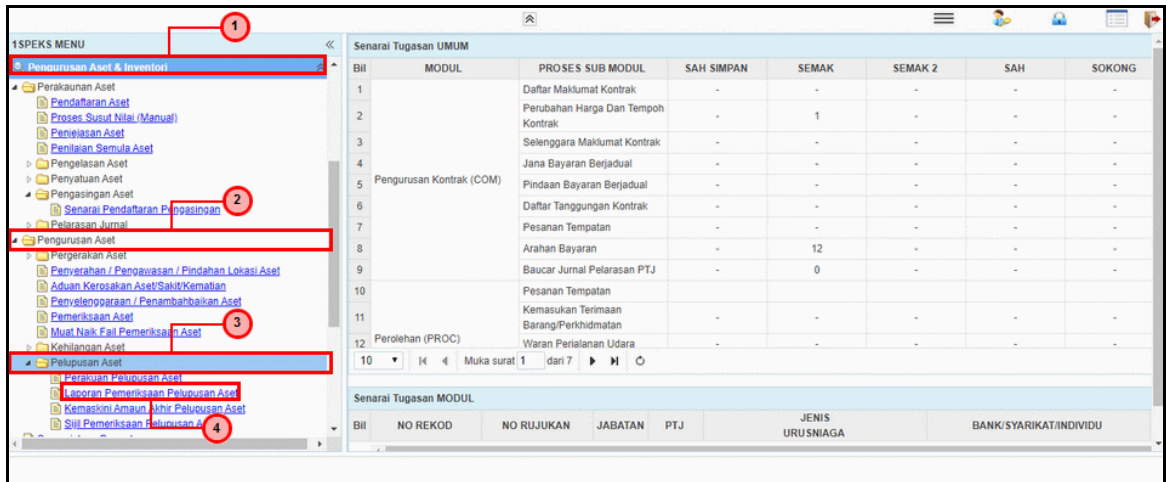 1
1SPEKS MENU
Pengurusan Aset & Inventori
Perakaunan Aset
Pendaftaran Aset
Proses Susut Nilai (Manual)
Penjejasan Aset
Penilaian Semula Aset
Pengelasan Aset
Penyatuan Aset
Pengasingan Aset
2
Senarai Pendaftaran Pengasingan
Pelarasan Jurnal
Pengurusan Aset
Pergerakan Aset
Penyerahan / Pengawasan / Pindahan Lokasi Aset
Aduan Kerosakan Aset/Sakit/Kematian
Penyelenggaraan / Penambahbaikan Aset
Pemeriksaan Aset
3
Muat Naik Fail Pemeriksaan Aset
Kehilangan Aset
Pelupusan Aset
Perakuan Pelupusan Aset
Laporan Pemeriksaan Pelupusan Aset
Kemaskini Amaun Akhir Pelupusan Aset
Sijil Pemeriksaan Pelupusan
4
Senarai Tugasan UMUM
Bil MODUL PROSES SUB MODUL SAH SIMPAN SEMAK SEMAK 2 SAH SOKONG
1 Daftar Maklumat Kontrak - - - - -
2 Perubahan Harga Dan Tempoh
Kontrak - 1 - - -
3 Selenggara Maklumat Kontrak - - - - -
4 Jana Bayaran Berjadual - - - - -
5 Pengurusan Kontrak (COM) Pindaan Bayaran Berjadual - - - - -
6 Daftar Tanggungan Kontrak - - - - -
7 Pesanan Tempatan - - - - -
8 Arahan Bayaran - 12 - - -
9 Baucar Jurnal Pelarasan PTJ - 0 - - -
10 Pesanan Tempatan
11 Kemasukan Terimaan
Barang/Perkhidmatan
12 Perolehan (PROC) Waran Perjalanan Udara - - - - -
10 Muka surat 1 dari 7
Senarai Tugasan MODUL
Bil NO REKOD NO RUJUKAN JABATAN PTJ JENIS
URUSNIAGA BANK/SYARIKAT/INDIVIDU